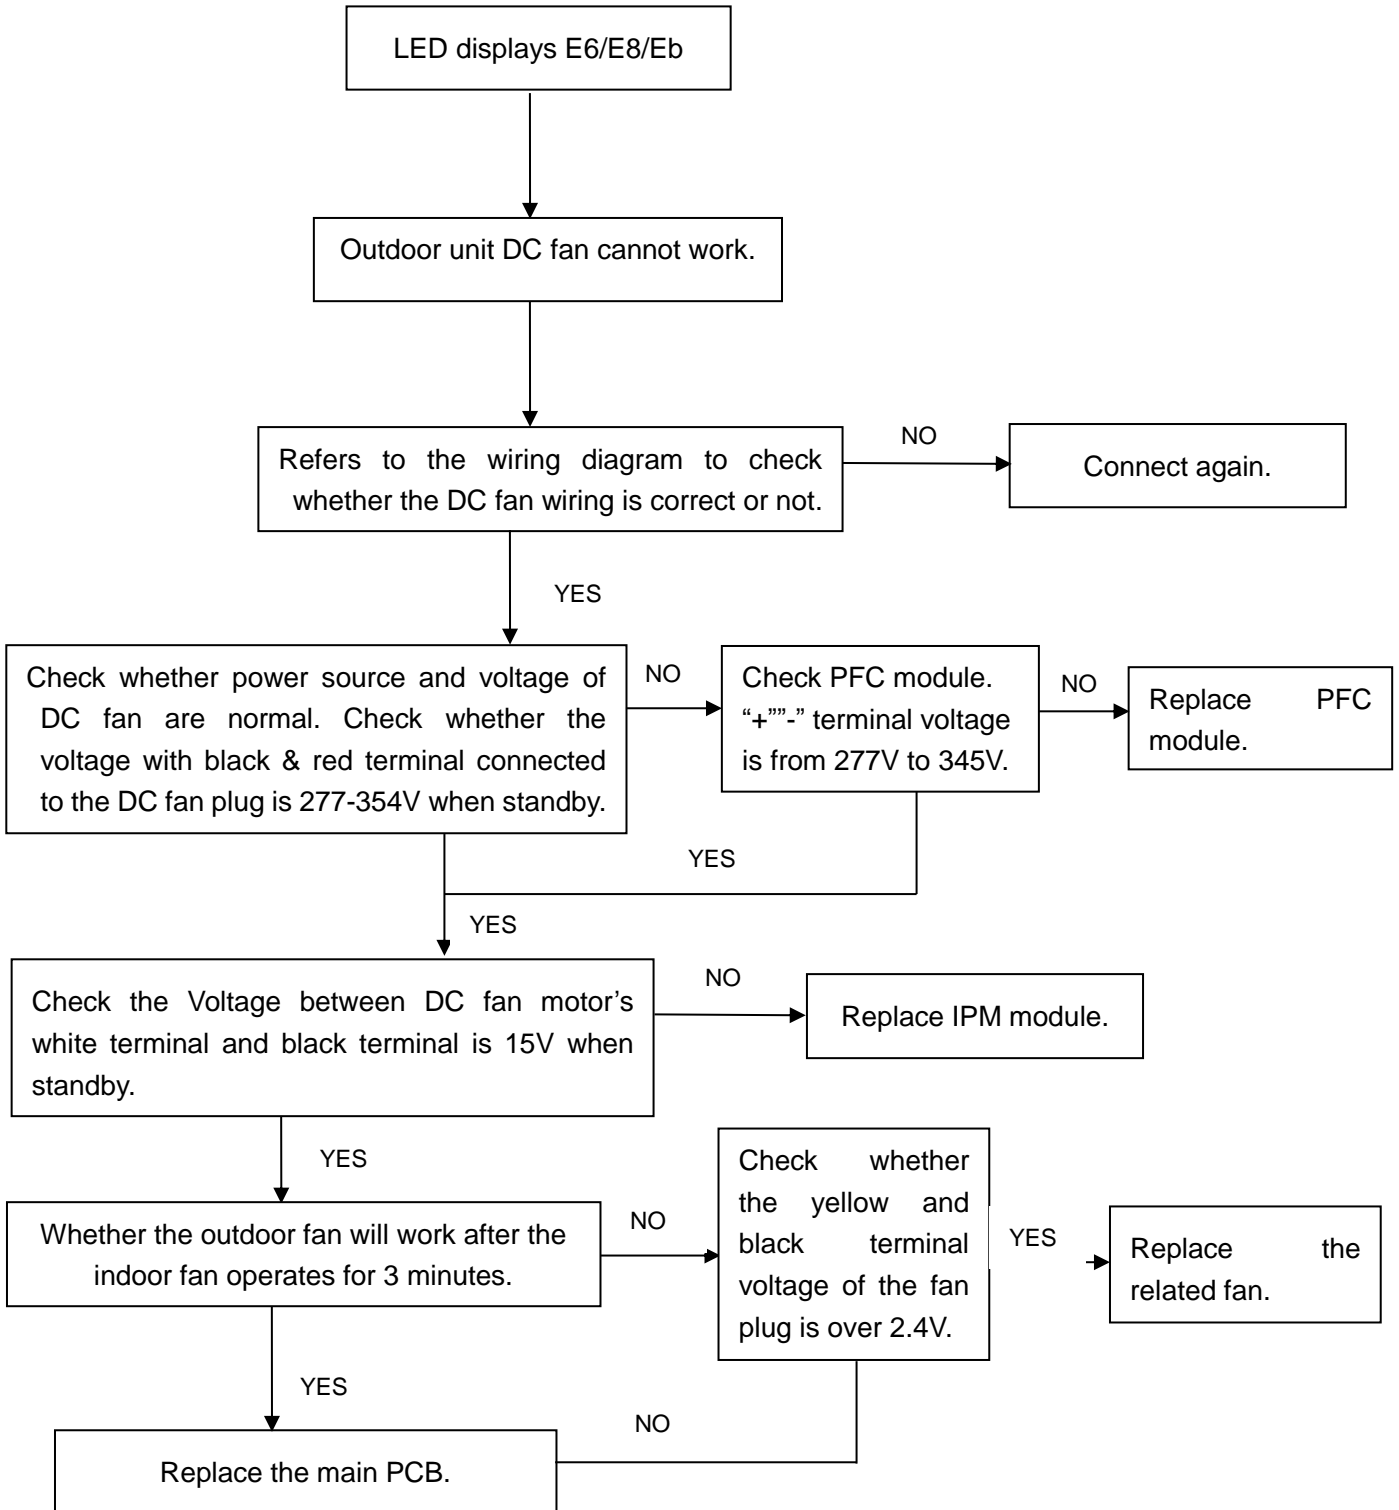 LED displays E6/E8/Eb
Outdoor unit DC fan cannot work.
Refers to the wiring diagram to check
whether the DC fan wiring is correct or not.
NO
Connect again.
YES
Check whether power source and voltage of
DC fan are normal. Check whether the
voltage with black & red terminal connected
to the DC fan plug is 277-354V when standby.
NO
Check PFC module.
“+””-” terminal voltage
is from 277V to 345V.
NO
Replace PFC
module.
YES
YES
Check the Voltage between DC fan motor’s
white terminal and black terminal is 15V when
standby.
NO
Replace IPM module.
YES
Whether the outdoor fan will work after the
indoor fan operates for 3 minutes.
NO
Check whether
the yellow and
black terminal
voltage of the fan
plug is over 2.4V.
YES
Replace the
related fan.
YES
NO
Replace the main PCB.